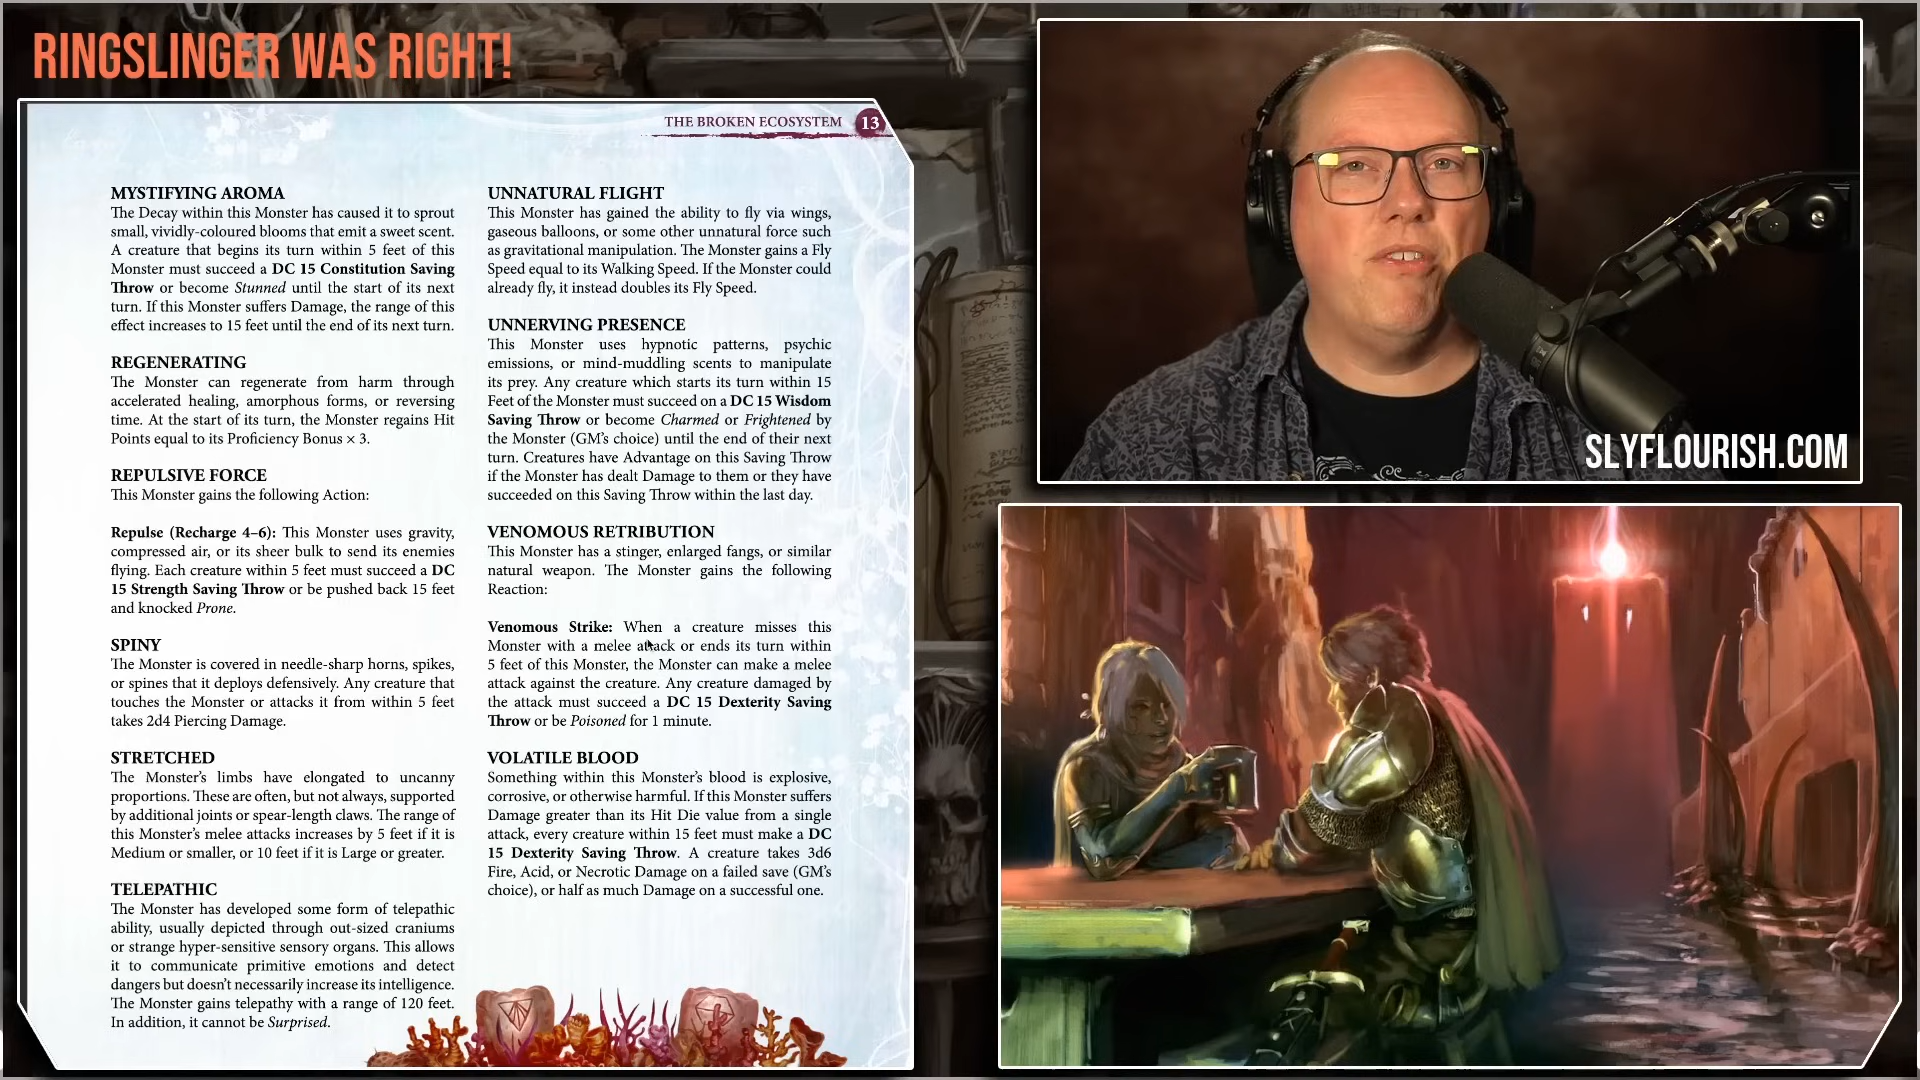 RINGSLINGER WAS RIGHT!
THE BROKEN ECOSYSTEM 13
MYSTIFYING AROMA
The Decay within this Monster has caused it to sprout
small, vividly-coloured blooms that emit a sweet scent.
A creature that begins its turn within 5 feet of this
Monster must succeed a DC 15 Constitution Saving
Throw or become Stunned until the start of its next
turn. If this Monster suffers Damage, the range of this
effect increases to 15 feet until the end of its next turn.
REGENERATING
The Monster can regenerate from harm through
accelerated healing, amorphous forms, or reversing
time. At the start of its turn, the Monster regains Hit
Points equal to its Proficiency Bonus × 3.
REPULSIVE FORCE
This Monster gains the following Action:
Repulse (Recharge 4–6): This Monster uses gravity,
compressed air, or its sheer bulk to send its enemies
flying. Each creature within 5 feet must succeed a DC
15 Strength Saving Throw or be pushed back 15 feet
and knocked Prone.
SPINY
The Monster is covered in needle-sharp horns, spikes,
or spines that it deploys defensively. Any creature that
touches the Monster or attacks it from within 5 feet
takes 2d4 Piercing Damage.
STRETCHED
The Monster's limbs have elongated to uncanny
proportions. These are often, but not always, supported
by additional joints or spear-length claws. The range of
this Monster's melee attacks increases by 5 feet if it is
Medium or smaller, or 10 feet if it is Large or greater.
TELEPATHIC
The Monster has developed some form of telepathic
ability, usually depicted through out-sized craniums
or strange hyper-sensitive sensory organs. This allows
it to communicate primitive emotions and detect
dangers but doesn't necessarily increase its intelligence.
The Monster gains telepathy with a range of 120 feet.
In addition, it cannot be Surprised.
UNNATURAL FLIGHT
This Monster has gained the ability to fly via wings,
gaseous balloons, or some other unnatural force such
as gravitational manipulation. The Monster gains a Fly
Speed equal to its Walking Speed. If the Monster could
already fly, it instead doubles its Fly Speed.
UNNERVING PRESENCE
This Monster uses hypnotic patterns, psychic
emissions, or mind-muddling scents to manipulate
its prey. Any creature which starts its turn within 15
Feet of the Monster must succeed on a DC 15 Wisdom
Saving Throw or become Charmed or Frightened by
the Monster (GM's choice) until the end of their next
turn. Creatures have Advantage on this Saving Throw
if the Monster has dealt Damage to them or they have
succeeded on this Saving Throw within the last day.
VENOMOUS RETRIBUTION
This Monster has a stinger, enlarged fangs, or similar
natural weapon. The Monster gains the following
Reaction:
Venomous Strike: When a creature misses this
Monster with a melee attack or ends its turn within
5 feet of this Monster, the Monster can make a melee
attack against the creature. Any creature damaged by
the attack must succeed a DC 15 Dexterity Saving
Throw or be Poisoned for 1 minute.
VOLATILE BLOOD
Something within this Monster's blood is explosive,
corrosive, or otherwise harmful. If this Monster suffers
Damage greater than its Hit Die value from a single
attack, every creature within 15 feet must make a DC
15 Dexterity Saving Throw. A creature takes 3d6
Fire, Acid, or Necrotic Damage on a failed save (GM's
choice), or half as much Damage on a successful one.
SLYFLOURISH.COM